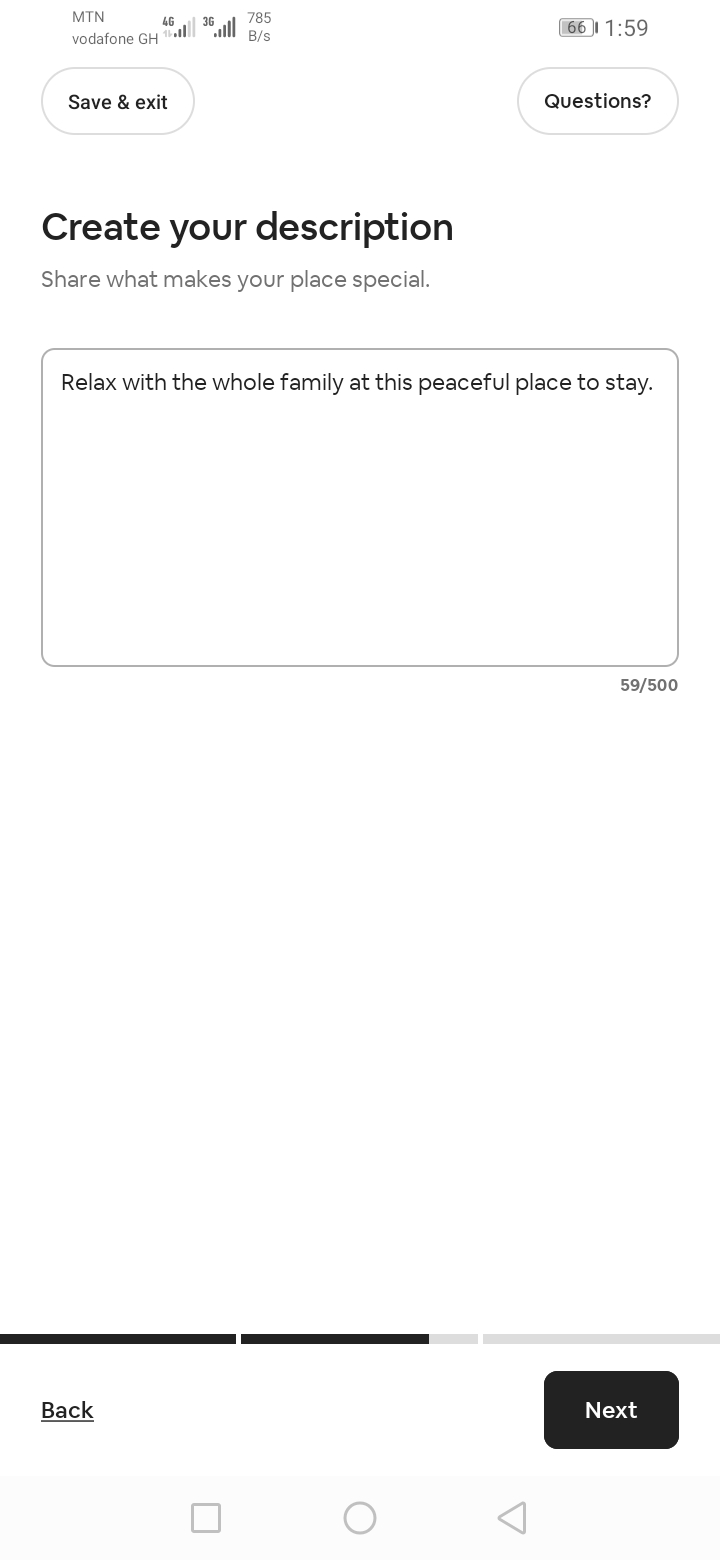 MTN
vodafone GH
4G
3G
785
B/s
66
1:59
Save & exit
Questions?
Create your description
Share what makes your place special.
Relax with the whole family at this peaceful place to stay.
59/500
Back
Next